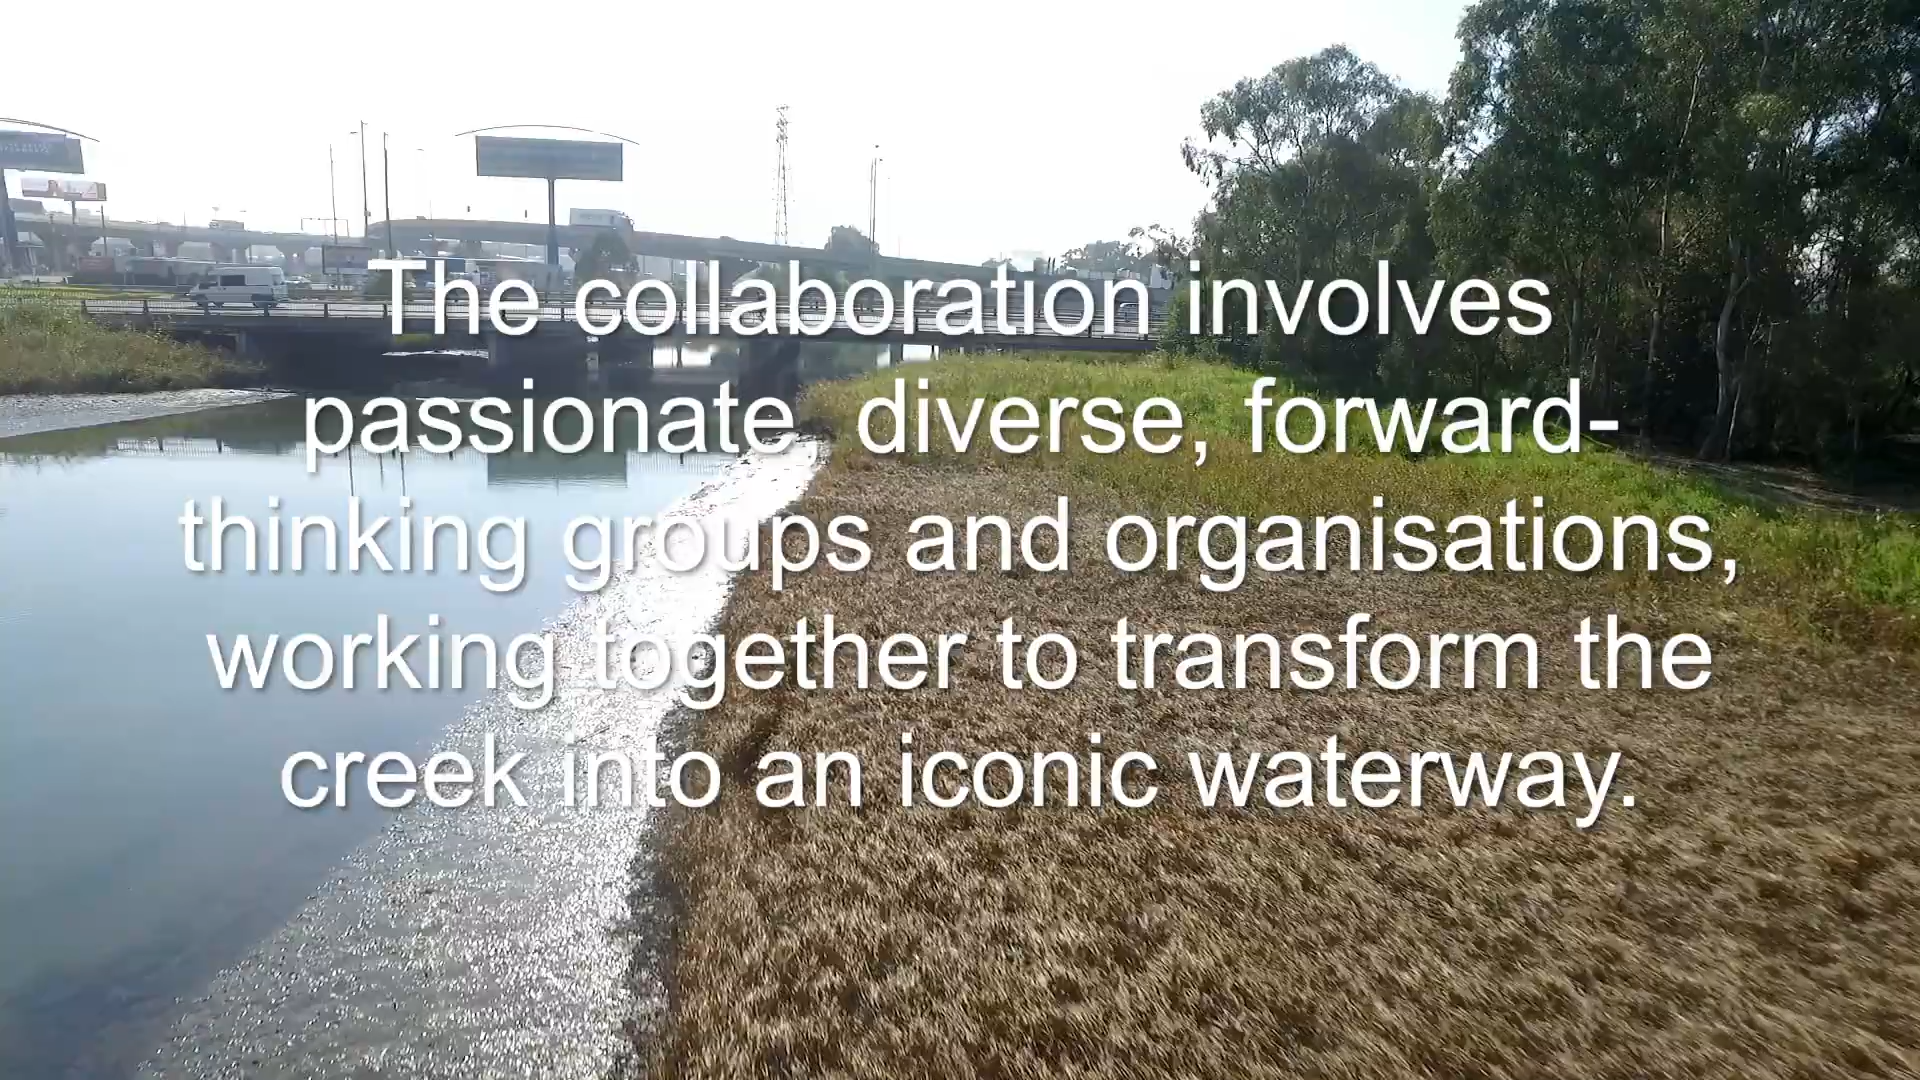 The collaboration involves
passionate, diverse, forward-
thinking groups and organisations,
working together to transform the
creek into an iconic waterway.